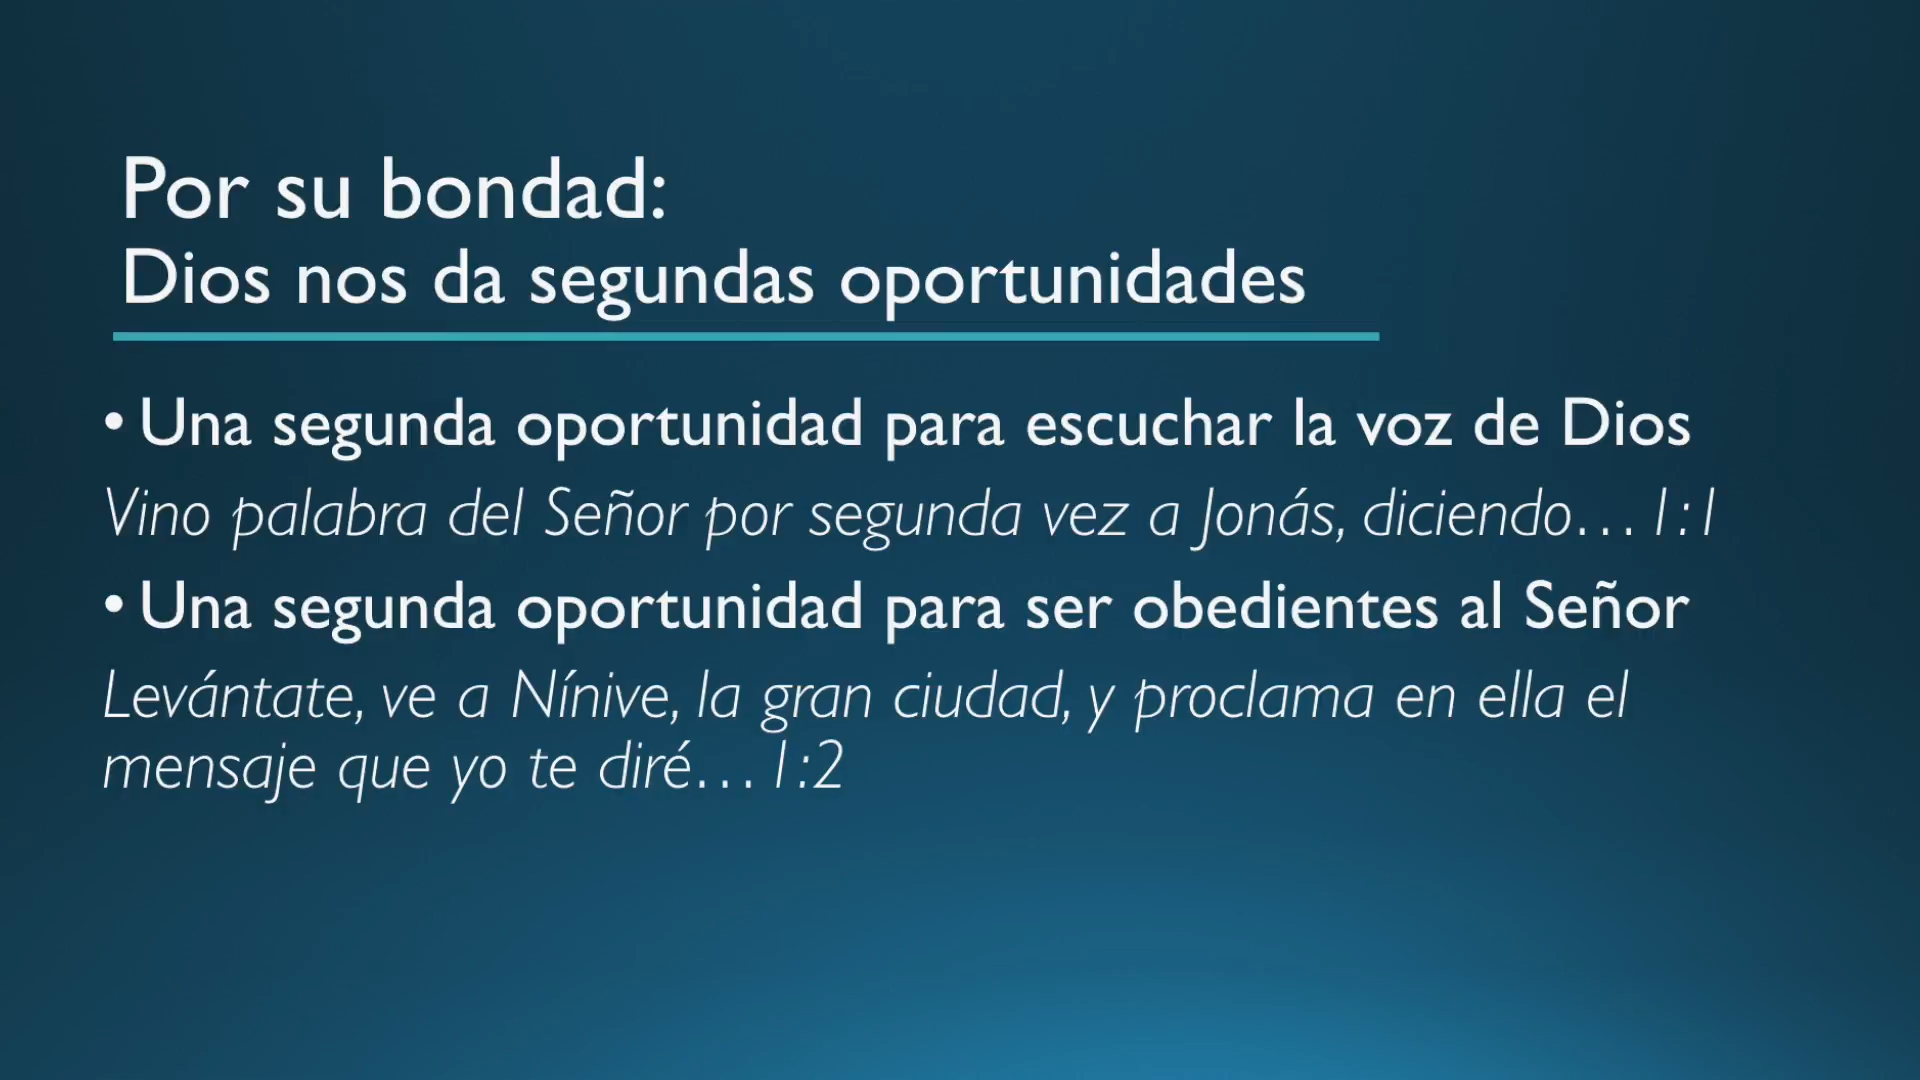 Por su bondad:
Dios nos da segundas oportunidades
• Una segunda oportunidad para escuchar la voz de Dios
Vino palabra del Señor por segunda vez a Jonás, diciendo… 1:1
• Una segunda oportunidad para ser obedientes al Señor
Levántate, ve a Nínive, la gran ciudad, y proclama en ella el
mensaje que yo te diré… 1:2